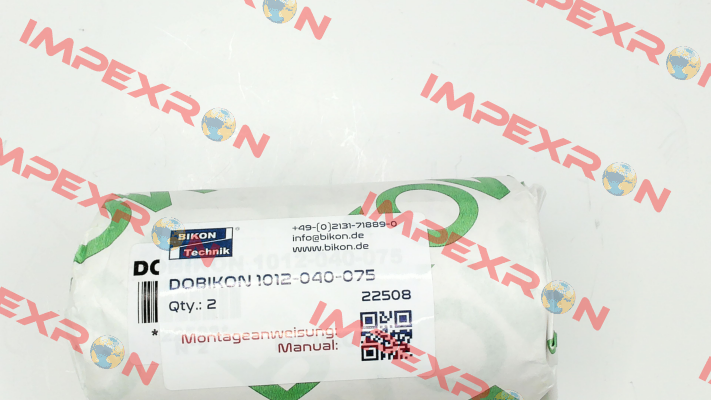 IMPEXRON
IMPEXRON
IMPEXRON
IMPEXRON
IMPEXRON
IMPEXRON
IMPEXRON
BIKON
Technik
+49-(0)2131-71889-0
info@bikon.de
www.bikon.de
DOBIKON 1012-040-075
Qty.: 2
22508
Montageanweisung:
Manual: